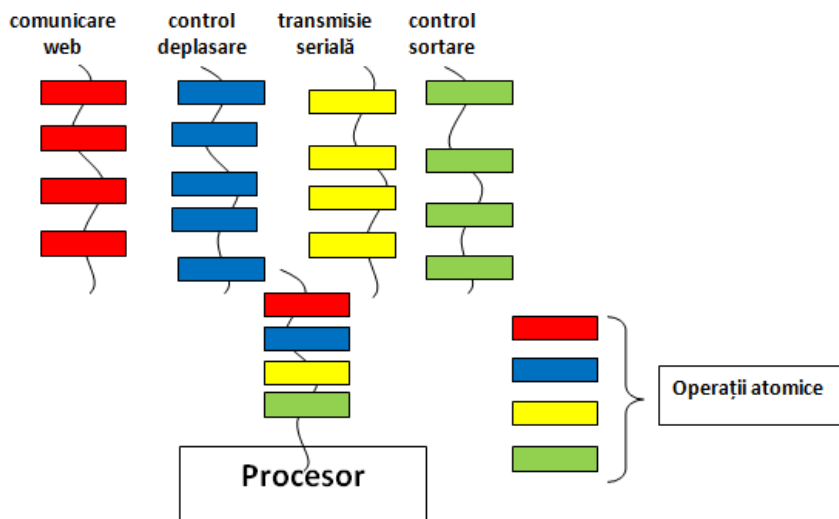 comunicare
web
control
deplasare
transmisie
serială
control
sortare
Operații atomice
Procesor